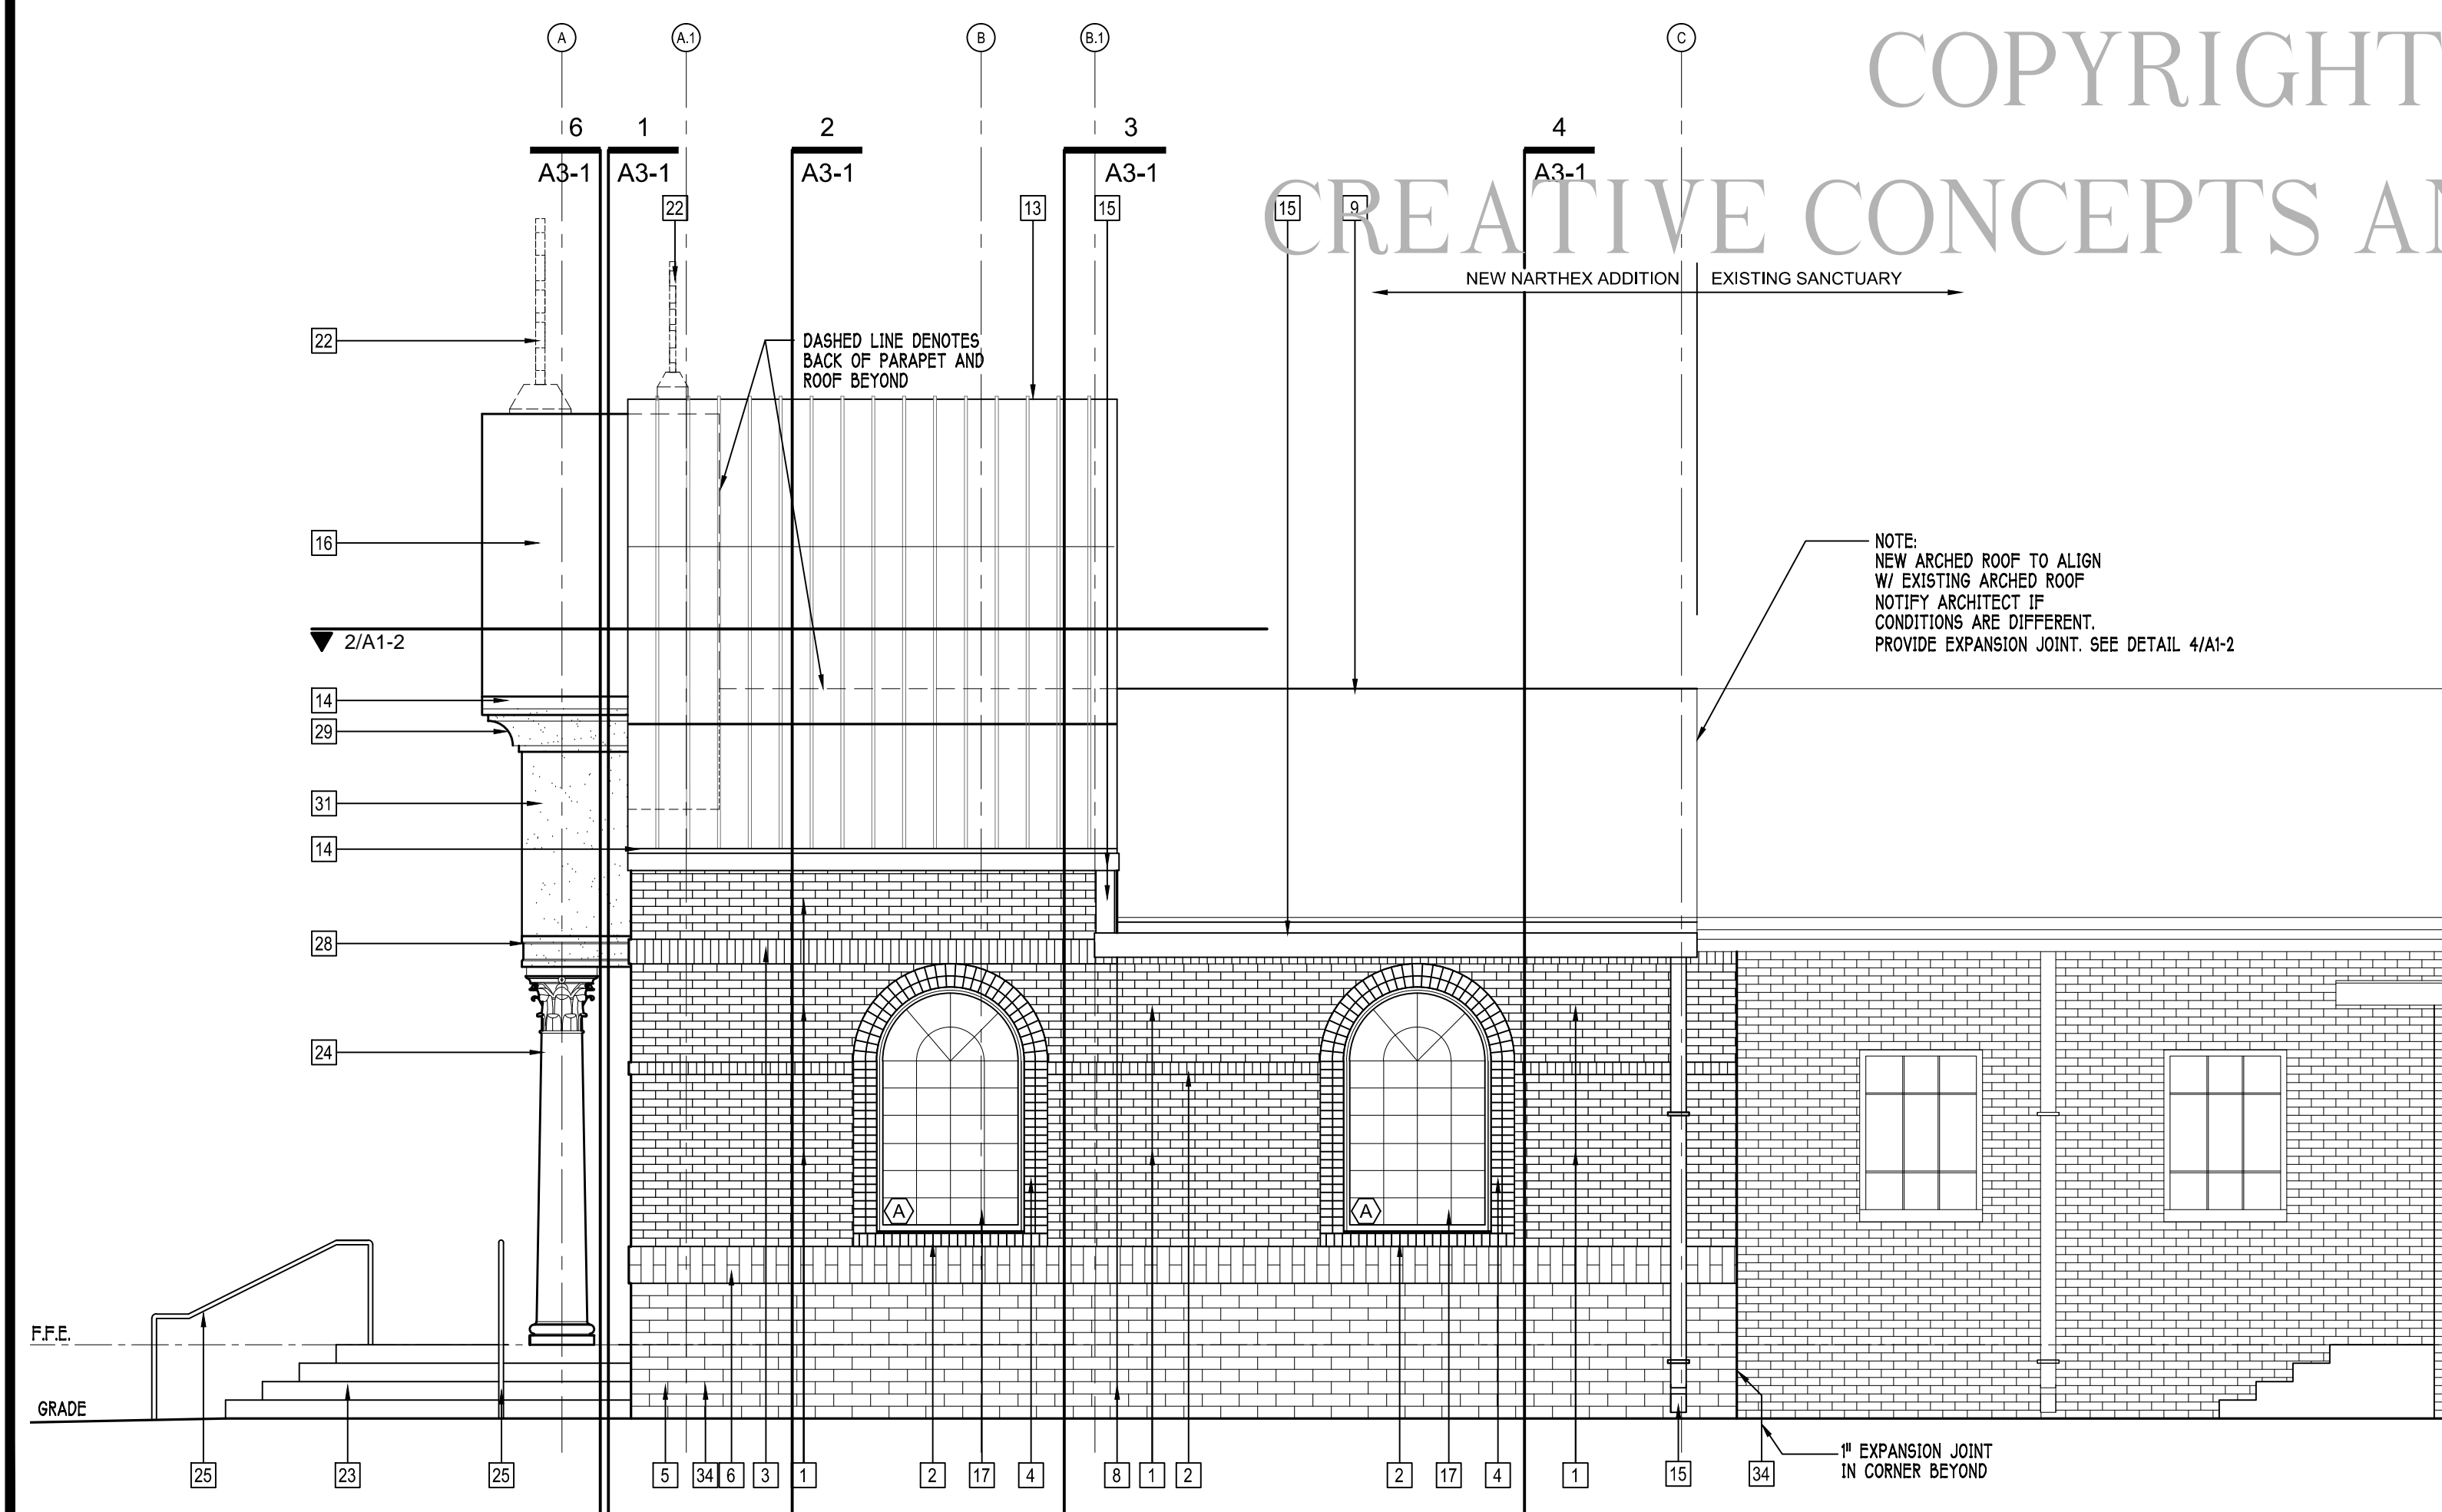 COPYRIGHT
CREATIVE CONCEPTS AN
A
A.1
B
B.1
C
6
A3-1
1
A3-1
2
A3-1
3
A3-1
4
A3-1
22
13
15
15
9
NEW NARTHEX ADDITION
EXISTING SANCTUARY
22
DASHED LINE DENOTES
BACK OF PARAPET AND
ROOF BEYOND
16
NOTE:
NEW ARCHED ROOF TO ALIGN
W/ EXISTING ARCHED ROOF
NOTIFY ARCHITECT IF
CONDITIONS ARE DIFFERENT.
PROVIDE EXPANSION JOINT. SEE DETAIL 4/A1-2
2/A1-2
14
29
31
14
28
24
A
A
F.F.E.
GRADE
25
23
25
5
34
6
3
1
2
17
4
8
1
2
2
17
4
1
15
34
1" EXPANSION JOINT
IN CORNER BEYOND